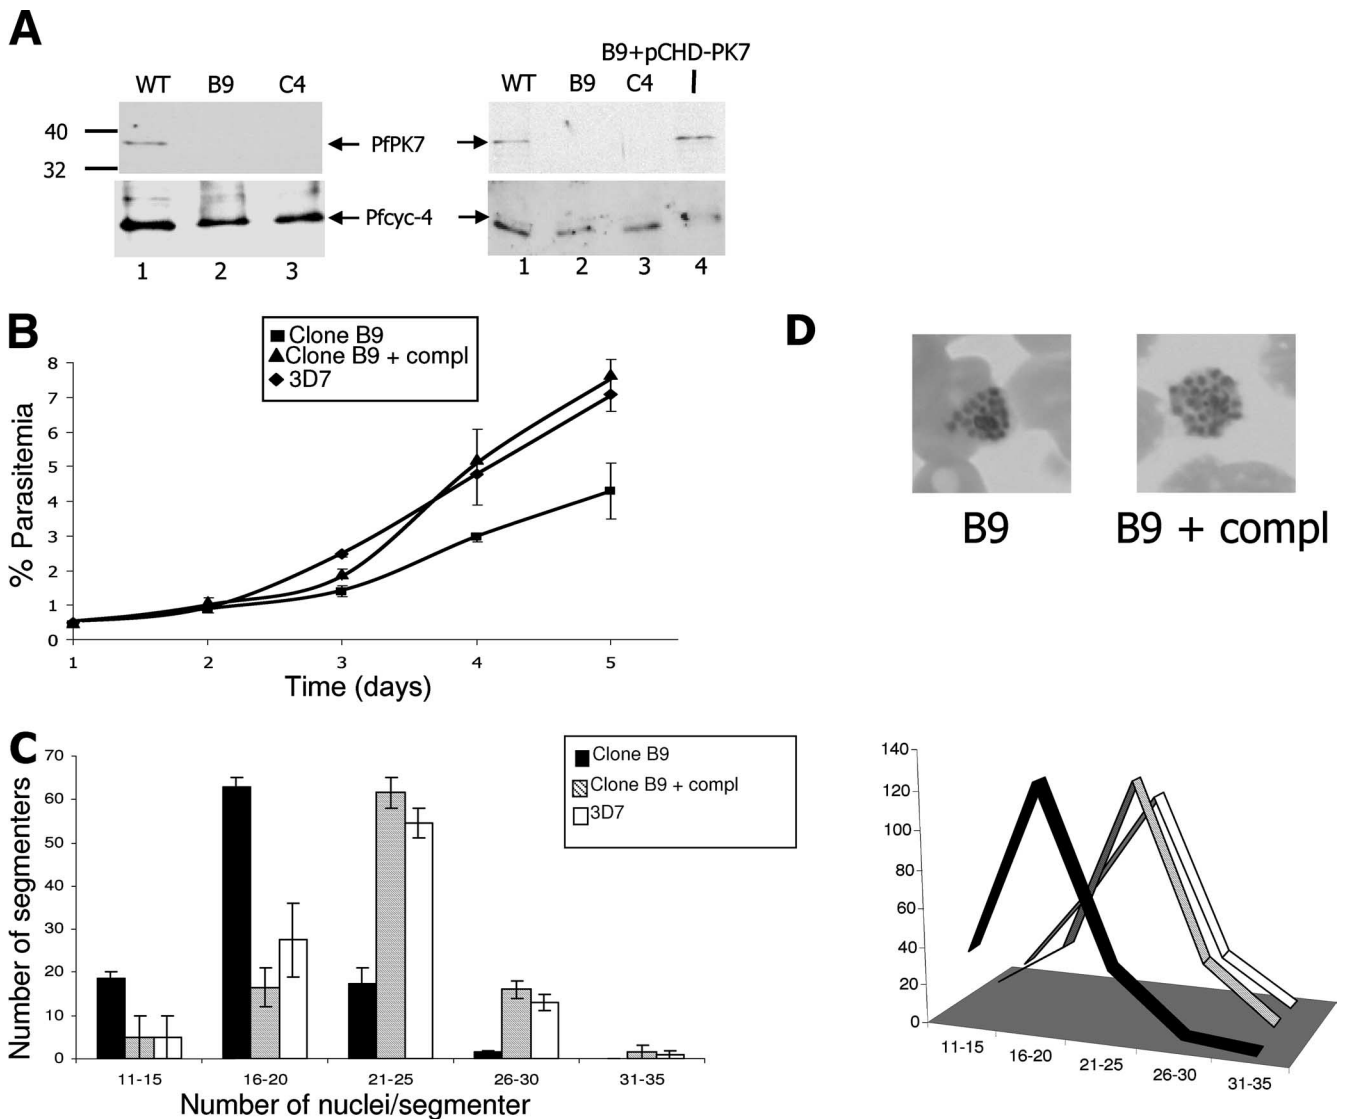 A
B9+pCHD-PK7
WT B9 C4
WT B9 C4
40
32
PfPK7
Pfcyc-4
1 2 3
1 2 3 4
B
Clone B9
Clone B9 + compl
3D7
% Parasitemia
8
7
6
5
4
3
2
1
0
1 2 3 4 5
Time (days)
D
B9
B9 + compl
C
Number of segmenters
70
60
50
40
30
20
10
0
Clone B9
Clone B9 + compl
3D7
11-15 16-20 21-25 26-30 31-35
Number of nuclei/segmenter
140
120
100
80
60
40
20
0
11-15 16-20 21-25 26-30 31-35